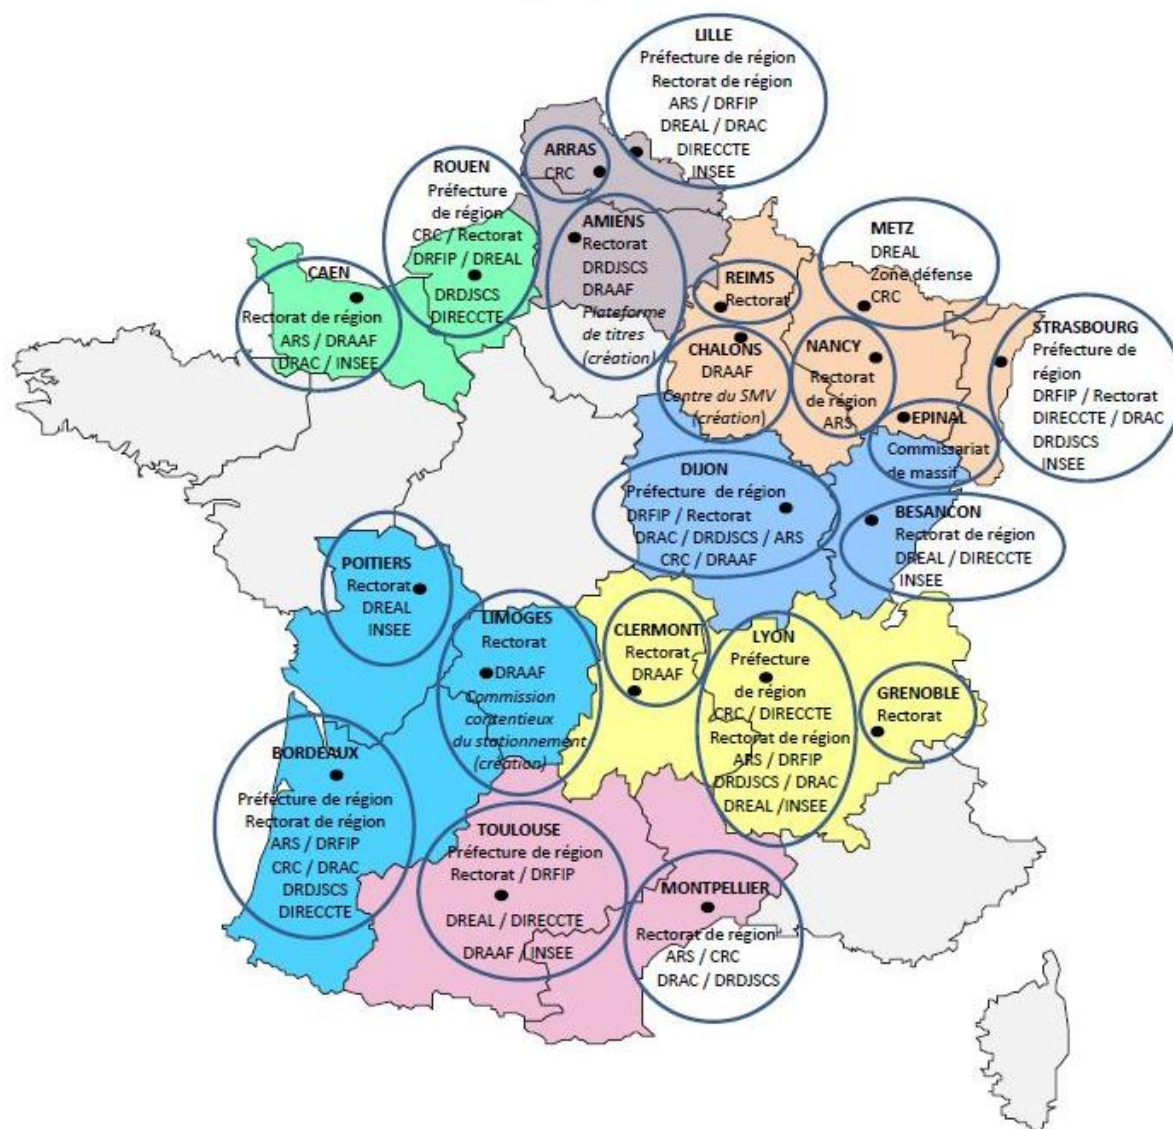 LILLE
Préfecture de région
Rectorat de région
ARS / DRFIP
DREAL / DRAC
DIRECCTE
INSEE
ARRAS
CRC
ROUEN
Préfecture
de région
CRC / Rectorat
DRFIP / DREAL
DRDJSCS
DIRECCTE
AMIENS
Rectorat
DRDJSCS
DRAAF
Plateforme
de titres
(création)
CAEN
Rectorat de région
ARS / DRAAF
DRAC / INSEE
METZ
DREAL
Zone défense
CRC
REIMS
Rectorat
CHALONS
DRAAF
Centre du SMV
(création)
NANCY
Rectorat
de région
ARS
STRASBOURG
Préfecture de
région
DRFIP / Rectorat
DIRECCTE / DRAC
DRDJSCS
INSEE
EPINAL
Commissariat
de massif
DIJON
Préfecture de région
DRFIP / Rectorat
DRAC / DRDJSCS / ARS
CRC / DRAAF
BESANCON
Rectorat de région
DREAL / DIRECCTE
INSEE
POITIERS
Rectorat
DREAL
INSEE
LIMOGES
Rectorat
DRAAF
Commission
contentieux
du stationnement
(création)
CLERMONT
Rectorat
DRAAF
LYON
Préfecture
de région
CRC / DIRECCTE
Rectorat de région
ARS / DRFIP
DRDJSCS / DRAC
DREAL /INSEE
GRENOBLE
Rectorat
BORDEAUX
Préfecture de région
Rectorat de région
ARS / DRFIP
CRC / DRAC
DRDJSCS
DIRECCTE
TOULOUSE
Préfecture de région
Rectorat / DRFIP
DREAL / DIRECCTE
DRAAF / INSEE
MONTPELLIER
Rectorat de région
ARS / CRC
DRAC / DRDJSCS